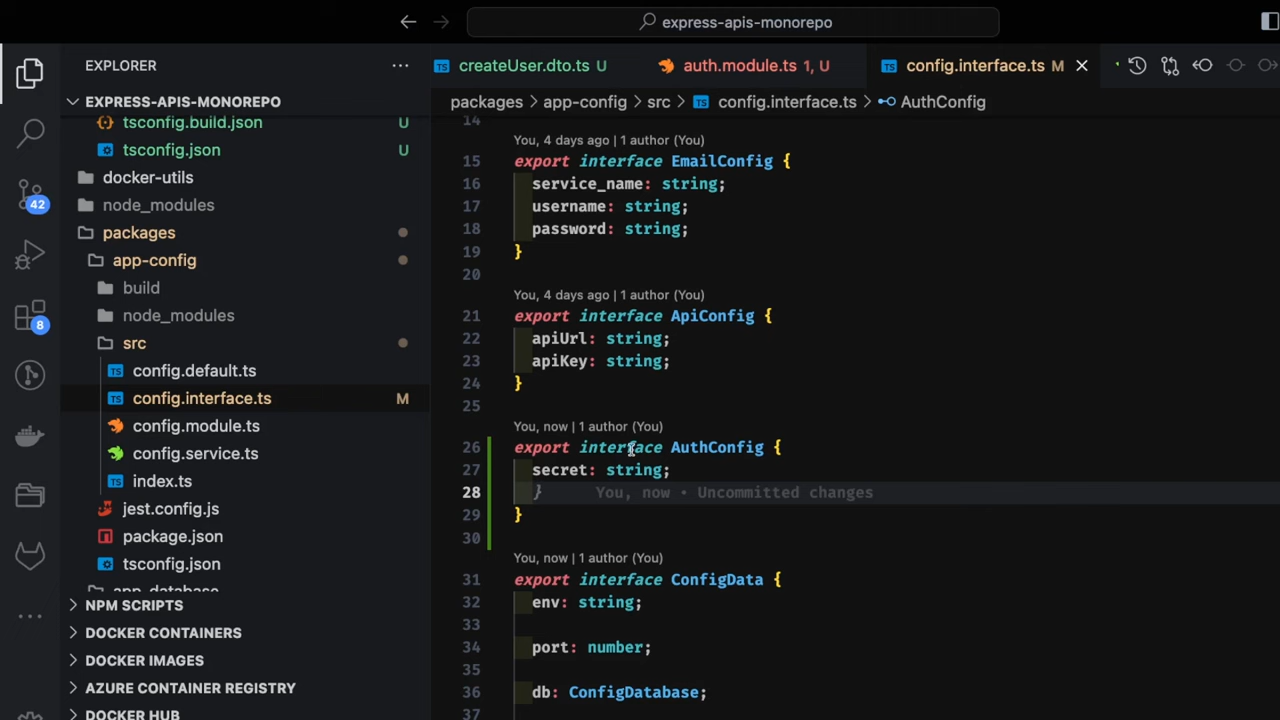 express-apis-monorepo
EXPLORER
EXPRESS-APIS-MONOREPO
tsconfig.build.json U
tsconfig.json U
docker-utils
node_modules
packages
app-config
build
node_modules
src
config.default.ts
config.interface.ts M
config.module.ts
config.service.ts
index.ts
jest.config.js
package.json
tsconfig.json
app_database
NPM SCRIPTS
DOCKER CONTAINERS
DOCKER IMAGES
AZURE CONTAINER REGISTRY
DOCKER HUB
42
8
createUser.dto.ts U
auth.module.ts 1, U
config.interface.ts M
packages > app-config > src > TS config.interface.ts > AuthConfig
14
You, 4 days ago | 1 author (You)
15 export interface EmailConfig {
16 service_name: string;
17 username: string;
18 password: string;
19 }
20
You, 4 days ago | 1 author (You)
21 export interface ApiConfig {
22 apiUrl: string;
23 apiKey: string;
24 }
25
You, now | 1 author (You)
26 export interface AuthConfig {
27 secret: string;
28 } You, now • Uncommitted changes
29 }
30
You, now | 1 author (You)
31 export interface ConfigData {
32 env: string;
33
34 port: number;
35
36 db: ConfigDatabase;
37